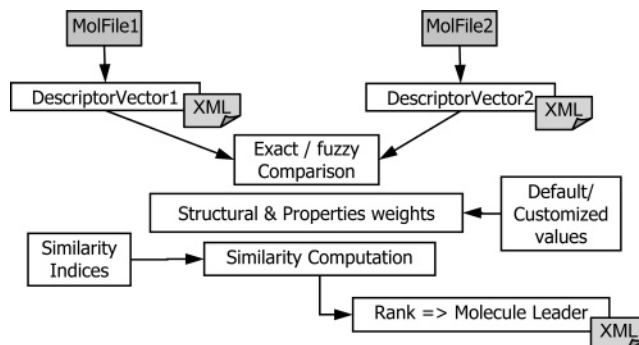 MolFile1
MolFile2
DescriptorVector1
XML
DescriptorVector2
XML
Exact / fuzzy
Comparison
Structural & Properties weights
Default/
Customized
values
Similarity
Indices
Similarity Computation
Rank => Molecule Leader
XML